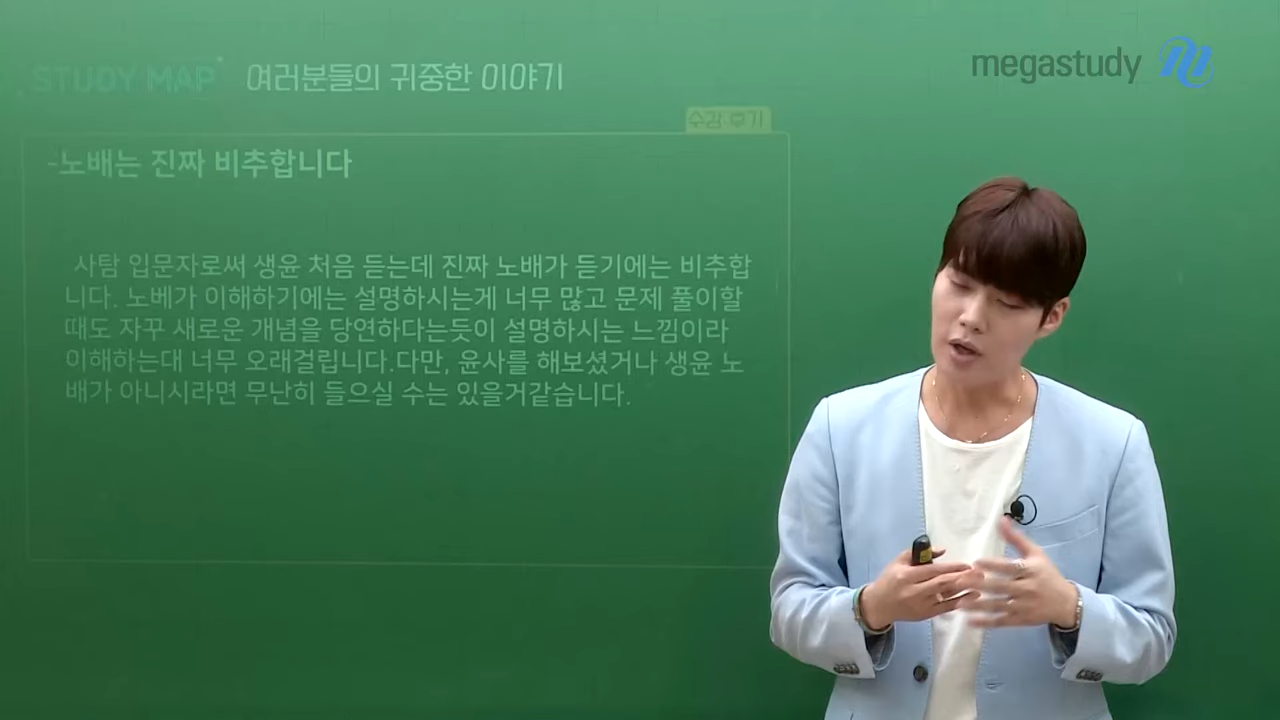 STUDY MAP 여러분들의 귀중한 이야기
megastudy
수강 후기
-노배는 진짜 비추합니다
사탐 입문자로써 생윤 처음 듣는데 진짜 노배가 듣기에는 비추합
니다. 노베가 이해하기에는 설명하시는게 너무 많고 문제 풀이할
때도 자꾸 새로운 개념을 당연하다는듯이 설명하시는 느낌이라
이해하는대 너무 오래걸립니다.다만, 윤사를 해보셨거나 생윤 노
배가 아니시라면 무난히 들으실 수는 있을거같습니다.